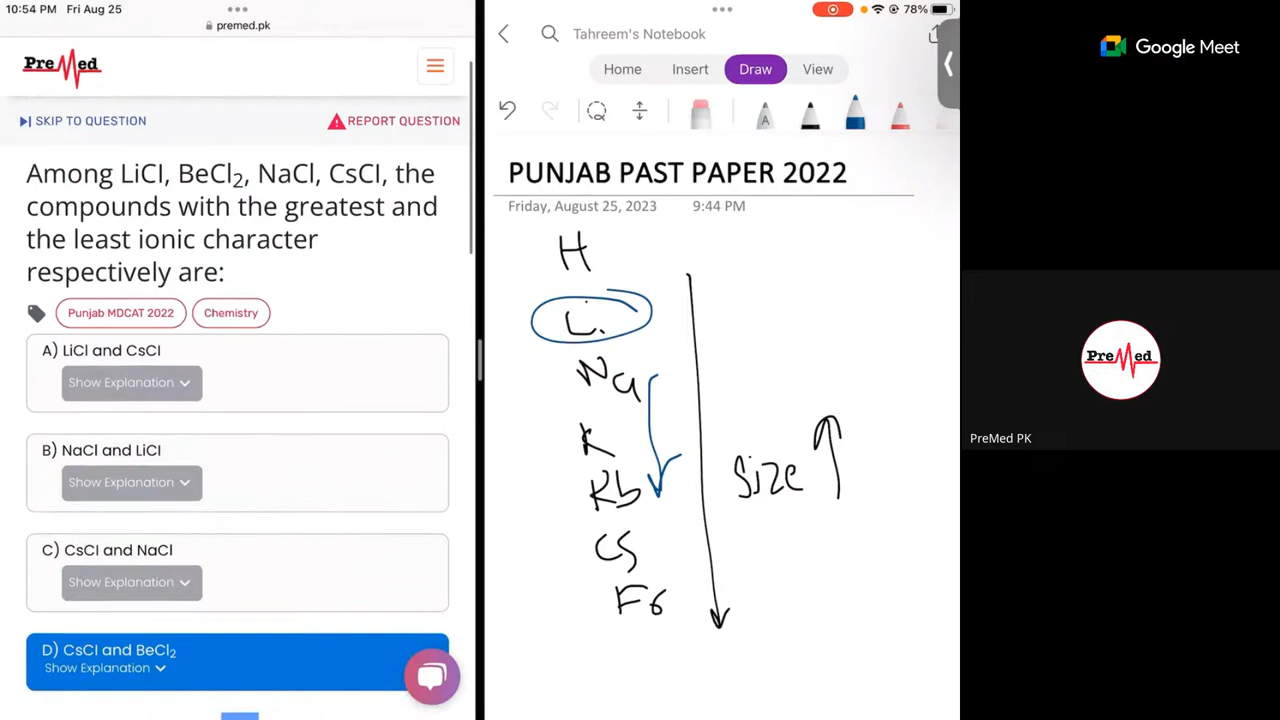 10:54 PM Fri Aug 25
premed.pk
PreMed
SKIP TO QUESTION
REPORT QUESTION
Among LiCl, BeCl₂, NaCl, CsCl, the
compounds with the greatest and
the least ionic character
respectively are:
Punjab MDCAT 2022
Chemistry
A) LiCl and CsCl
Show Explanation
B) NaCl and LiCl
Show Explanation
C) CsCl and NaCl
Show Explanation
D) CsCl and BeCl₂
Show Explanation
78%
Tahreem's Notebook
Home Insert Draw View
A
PUNJAB PAST PAPER 2022
Friday, August 25, 2023 9:44 PM
H
Li
Na
K
Rb
Cs
Fr
Size ↑
Google Meet
PreMed
PreMed PK